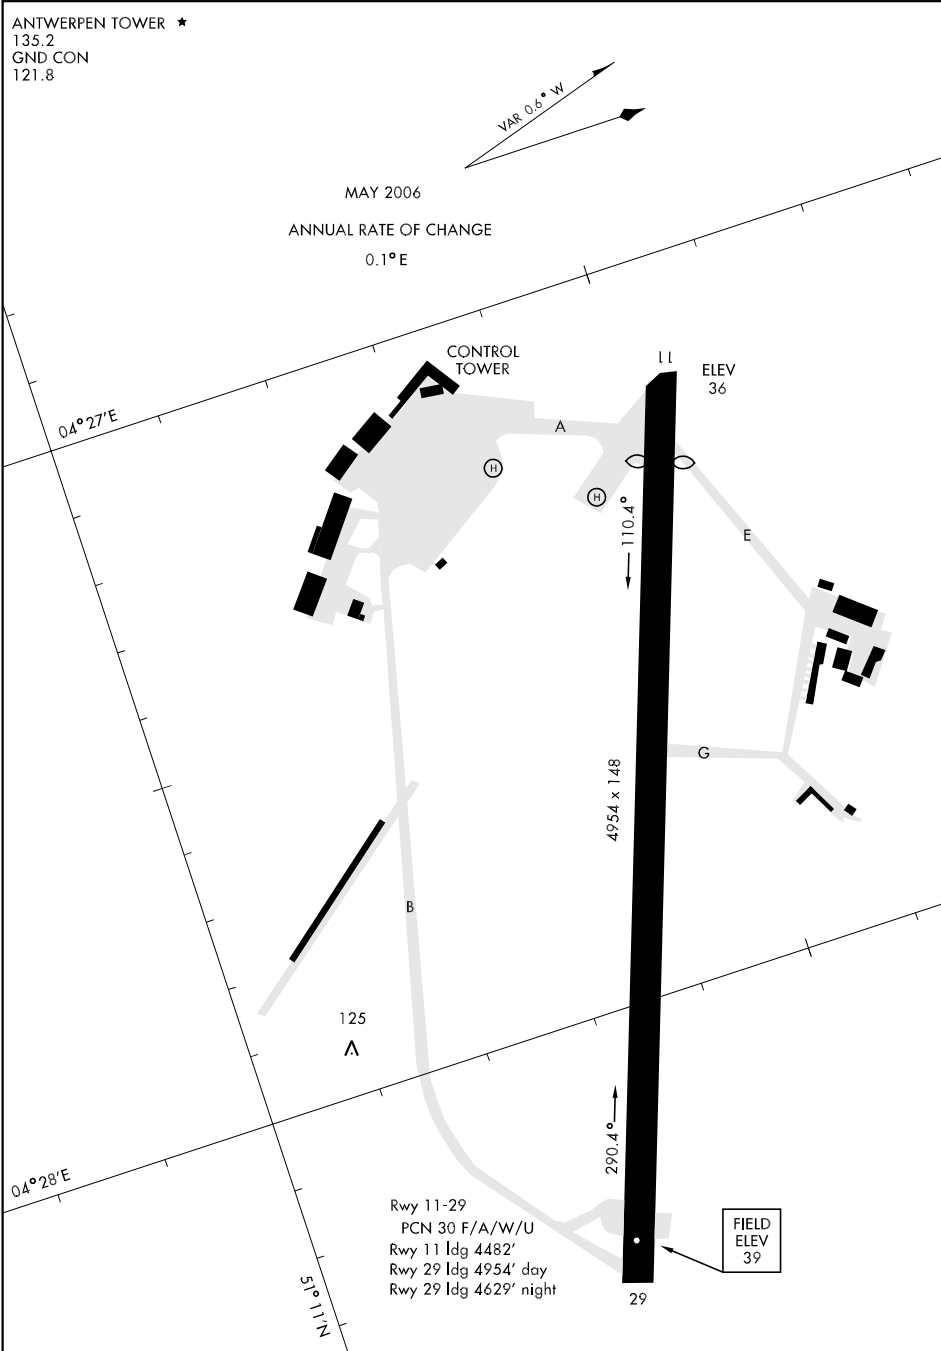 ANTWERPEN TOWER ★
135.2
GND CON
121.8
VAR 0.6° W
MAY 2006
ANNUAL RATE OF CHANGE
0.1° E
CONTROL
TOWER
11
ELEV
36
04° 27'E
A
H
H
110.4°
E
4954 x 148
G
B
125
290.4°
04° 28'E
Rwy 11-29
PCN 30 F/A/W/U
Rwy 11 ldg 4482'
Rwy 29 ldg 4954' day
Rwy 29 ldg 4629' night
FIELD
ELEV
39
29
51° 11'N